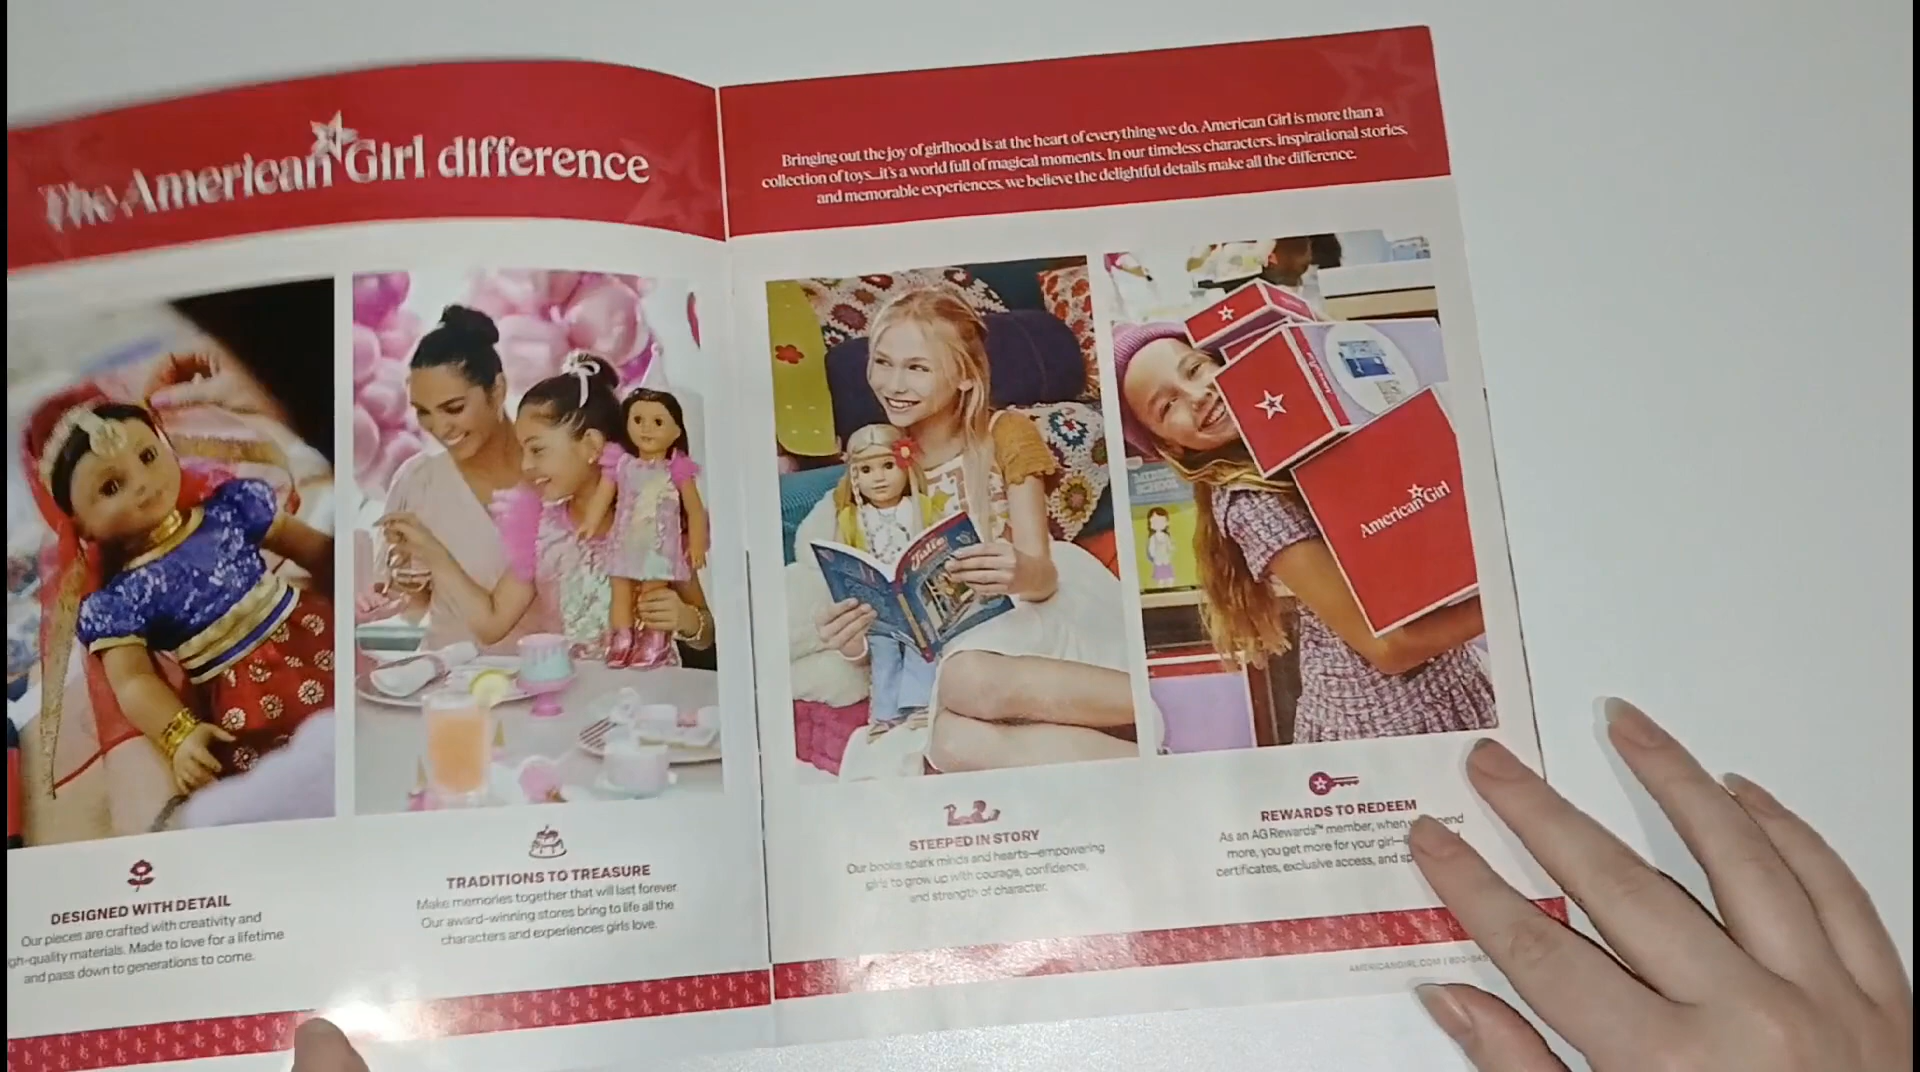 The American Girl difference
Bringing out the joy of girlhood is at the heart of everything we do. American Girl is more than a
collection of toys...it's a world full of magical moments. In our timeless characters, inspirational stories,
and memorable experiences, we believe the delightful details make all the difference.
Julie
American Girl
DESIGNED WITH DETAIL
Our pieces are crafted with creativity and
gh-quality materials. Made to love for a lifetime
and pass down to generations to come.
TRADITIONS TO TREASURE
Make memories together that will last forever.
Our award-winning stores bring to life all the
characters and experiences girls love.
STEEPED IN STORY
Our books spark minds and hearts—empowering
girls to grow up with courage, confidence,
and strength of character.
REWARDS TO REDEEM
As an AG Rewards™ member, when
more, you get more for your girl—
certificates, exclusive access, and sp
AMERICANGIRL.COM | 800-845